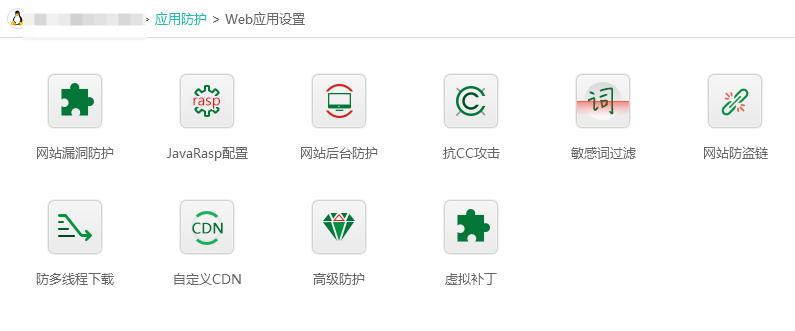 > 应用防护 > Web应用设置
rasp
词
网站漏洞防护 JavaRasp配置 网站后台防护 抗CC攻击 敏感词过滤 网站防盗链
CDN
防多线程下载 自定义CDN 高级防护 虚拟补丁